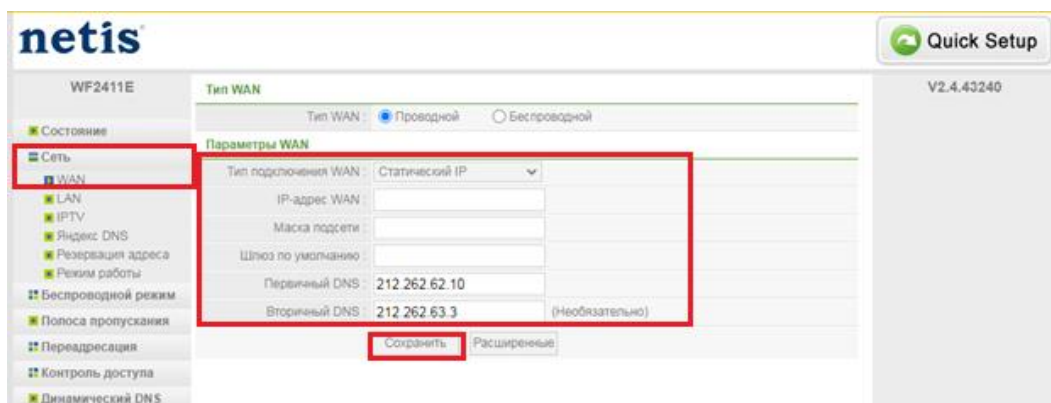 netis
Quick Setup
WF2411E
V2.4.43240
Состояние
Сеть
WAN
LAN
IPTV
Яндекс DNS
Резервация адреса
Режим работы
Беспроводной режим
Полоса пропускания
Переадресация
Контроль доступа
Динамический DNS
Тип WAN
Тип WAN : Проводной Беспроводной
Параметры WAN
Тип подключения WAN : Статический IP
IP-адрес WAN :
Маска подсети :
Шлюз по умолчанию :
Первичный DNS : 212.262.62.10
Вторичный DNS : 212.262.63.3 (Необязательно)
Сохранить Расширенные